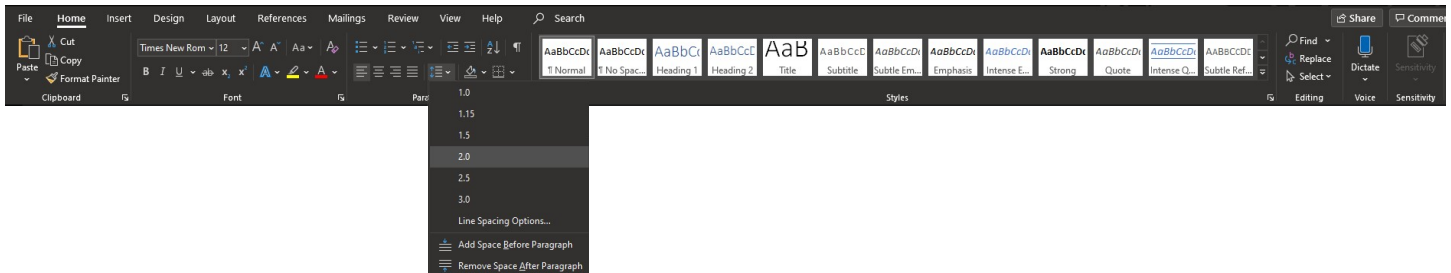 File Home Insert Design Layout References Mailings Review View Help Search Share Comme
Cut
Copy
Format Painter
Paste
Times New Rom 12 A A Aa A
B I U ab x, x² A A
AaBbCcDc AaBbCcDc AaBbCc AaBbCcD AaB AaBbCcD AaBbCcDc AaBbCcDc AaBbCcDc AaBbCcDc AaBbCcDc AaBbCcDc AABBCCDC
¶ Normal ¶ No Spac... Heading 1 Heading 2 Title Subtitle Subtle Em... Emphasis Intense E... Strong Quote Intense Q... Subtle Ref...
Find
Replace
Select
Dictate
Sensitivity
Clipboard Font Para Styles Editing Voice Sensitivity
1.0
1.15
1.5
2.0
2.5
3.0
Line Spacing Options...
Add Space Before Paragraph
Remove Space After Paragraph